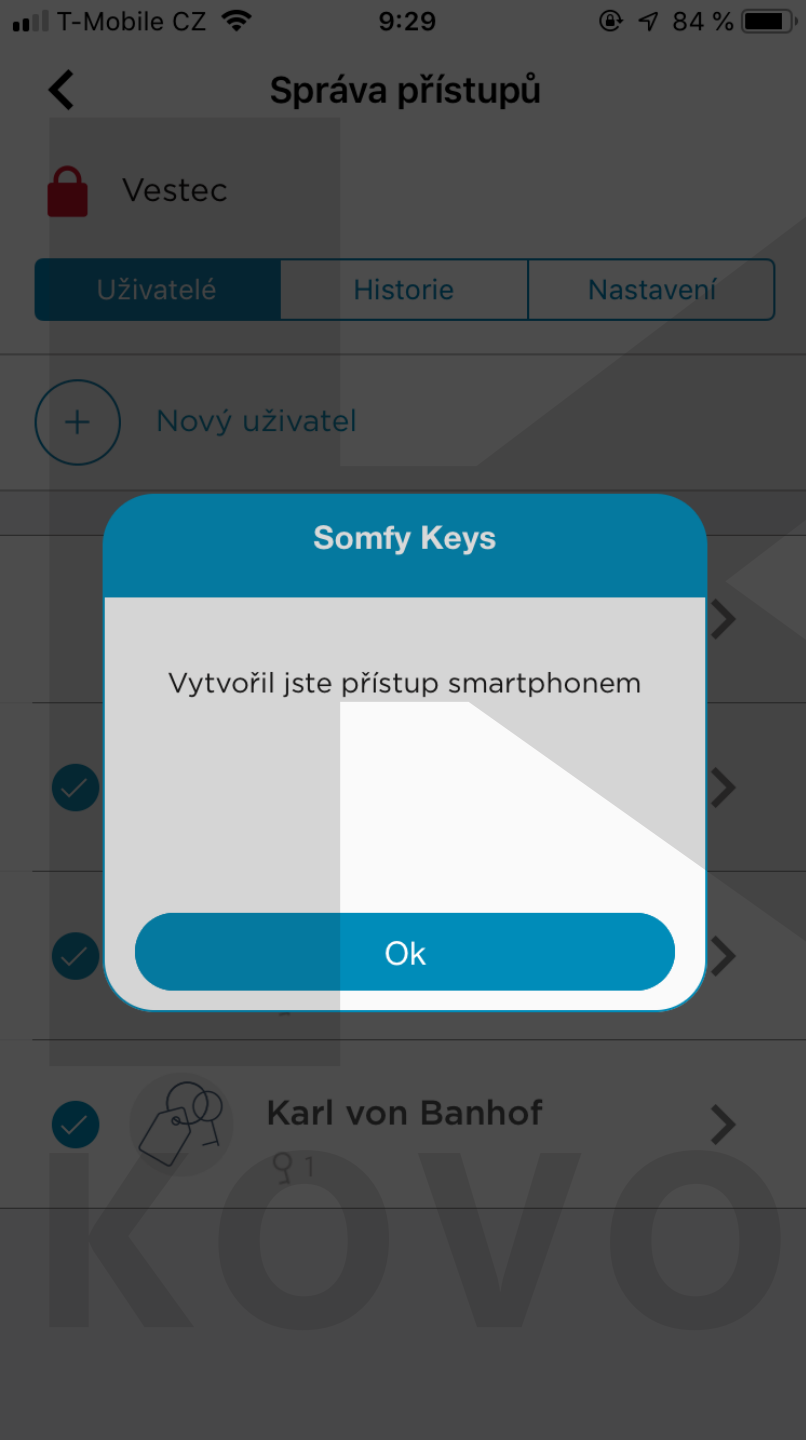 T-Mobile CZ 9:29 84 %
Správa přístupů
Vestec
Uživatelé Historie Nastavení
+ Nový uživatel
Somfy Keys
Vytvořil jste přístup smartphonem
Ok
Karl von Banhof
1
KOVO